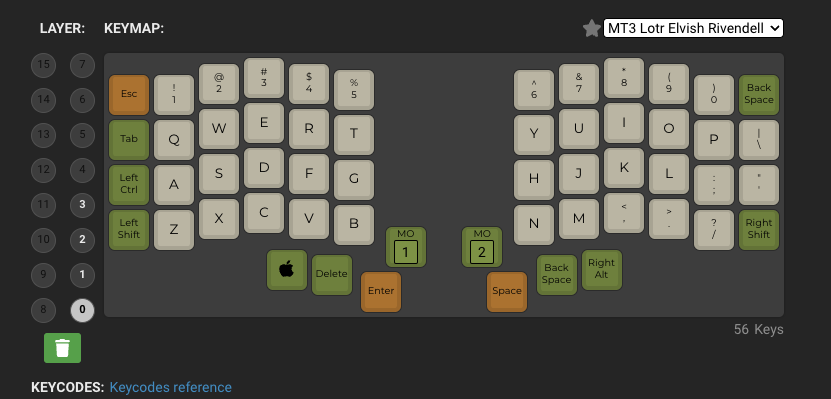 LAYER: KEYMAP: MT3 Lotr Elvish Rivendell
15 7
14 6
13 5
12 4
11 3
10 2
9 1
8 0
Esc ! 1 @ 2 # 3 $ 4 % 5 ^ 6 & 7 * 8 ( 9 ) 0 Back Space
Tab Q W E R T Y U I O P | \
Left Ctrl A S D F G H J K L : ; " '
Left Shift Z X C V B MO 1 MO 2 N M < , > . ? / Right Shift
Delete Enter Space Back Space Right Alt
56 Keys
KEYCODES: Keycodes reference